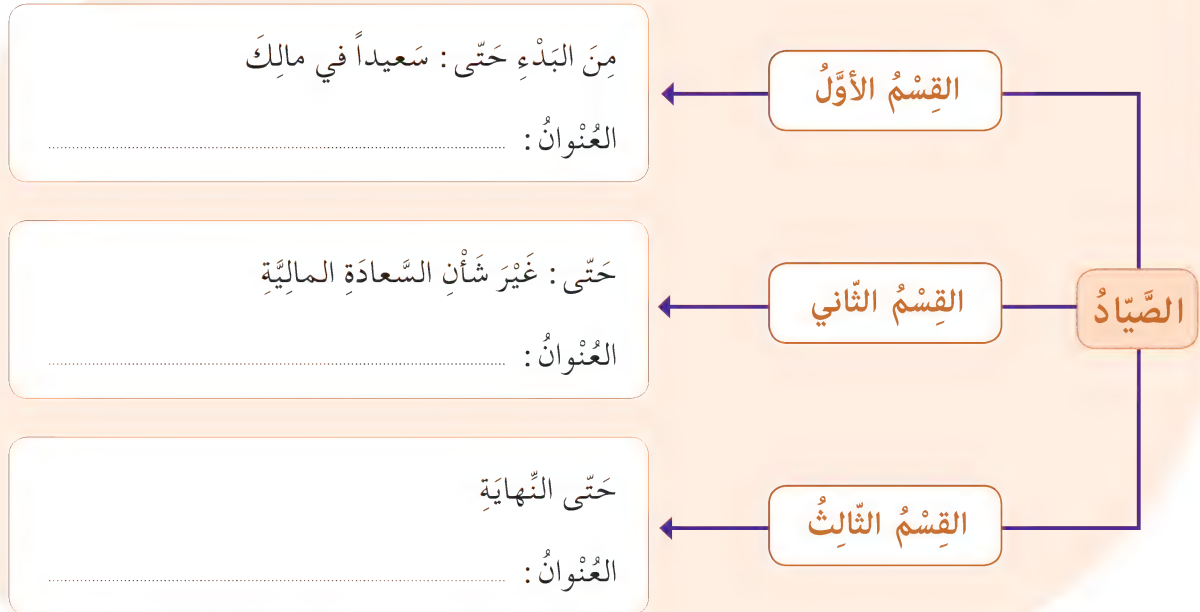 الصَّيّادُ
القِسْمُ الأوَّلُ
مِنَ البَدْءِ حَتّى : سَعيداً في مالِكَ
العُنْوانُ : ..........
القِسْمُ الثّاني
حَتّى : غَيْرَ شَأْنِ السَّعادَةِ المالِيَّةِ
العُنْوانُ : ..........
القِسْمُ الثّالِثُ
حَتّى النِّهايَةِ
العُنْوانُ : ..........